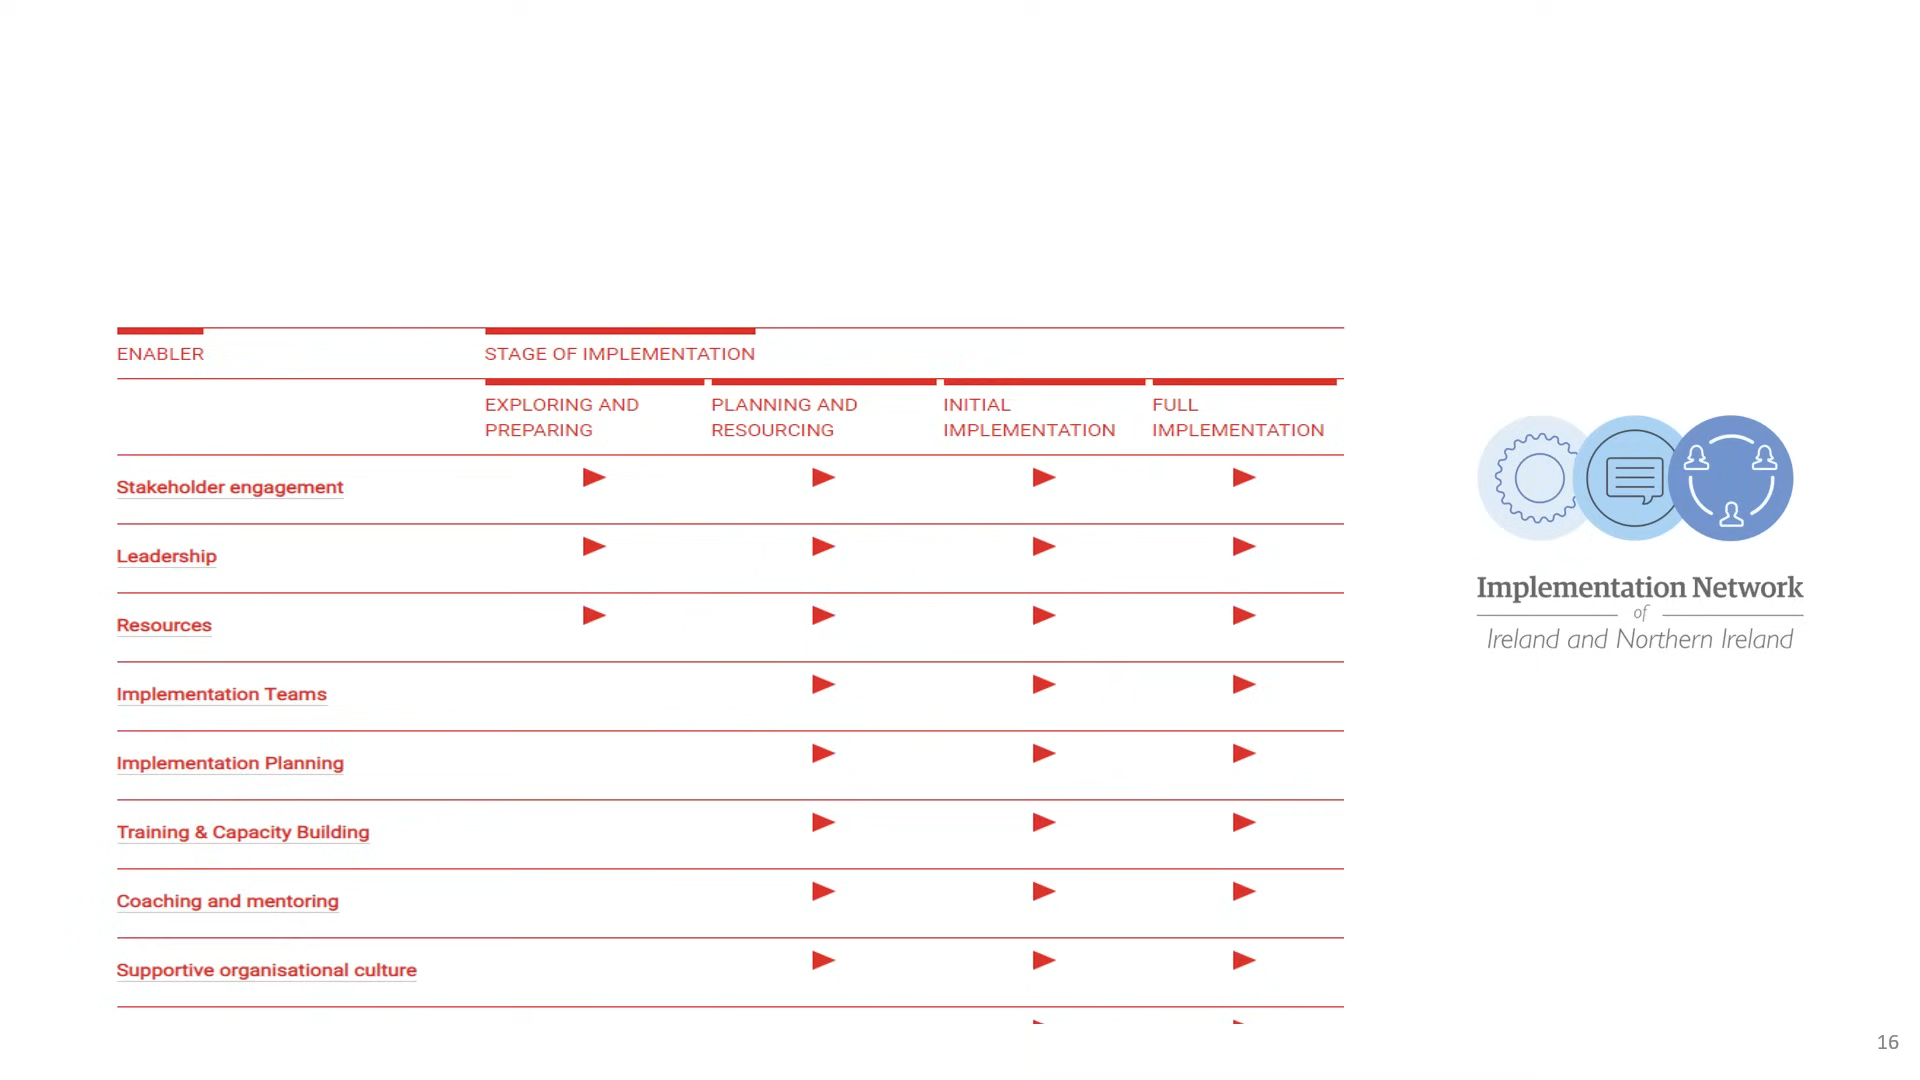 ENABLER
STAGE OF IMPLEMENTATION
EXPLORING AND
PREPARING
PLANNING AND
RESOURCING
INITIAL
IMPLEMENTATION
FULL
IMPLEMENTATION
Stakeholder engagement
Leadership
Resources
Implementation Teams
Implementation Planning
Training & Capacity Building
Coaching and mentoring
Supportive organisational culture
Implementation Network
of
Ireland and Northern Ireland
16